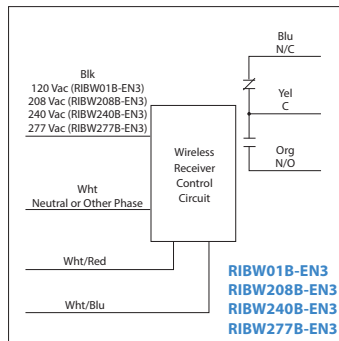 Blk
120 Vac (RIBW01B-EN3)
208 Vac (RIBW208B-EN3)
240 Vac (RIBW240B-EN3)
277 Vac (RIBW277B-EN3)
Wht
Neutral or Other Phase
Wht/Red
Wht/Blu
Wireless
Receiver
Control
Circuit
Blu
N/C
Yel
C
Org
N/O
RIBW01B-EN3
RIBW208B-EN3
RIBW240B-EN3
RIBW277B-EN3